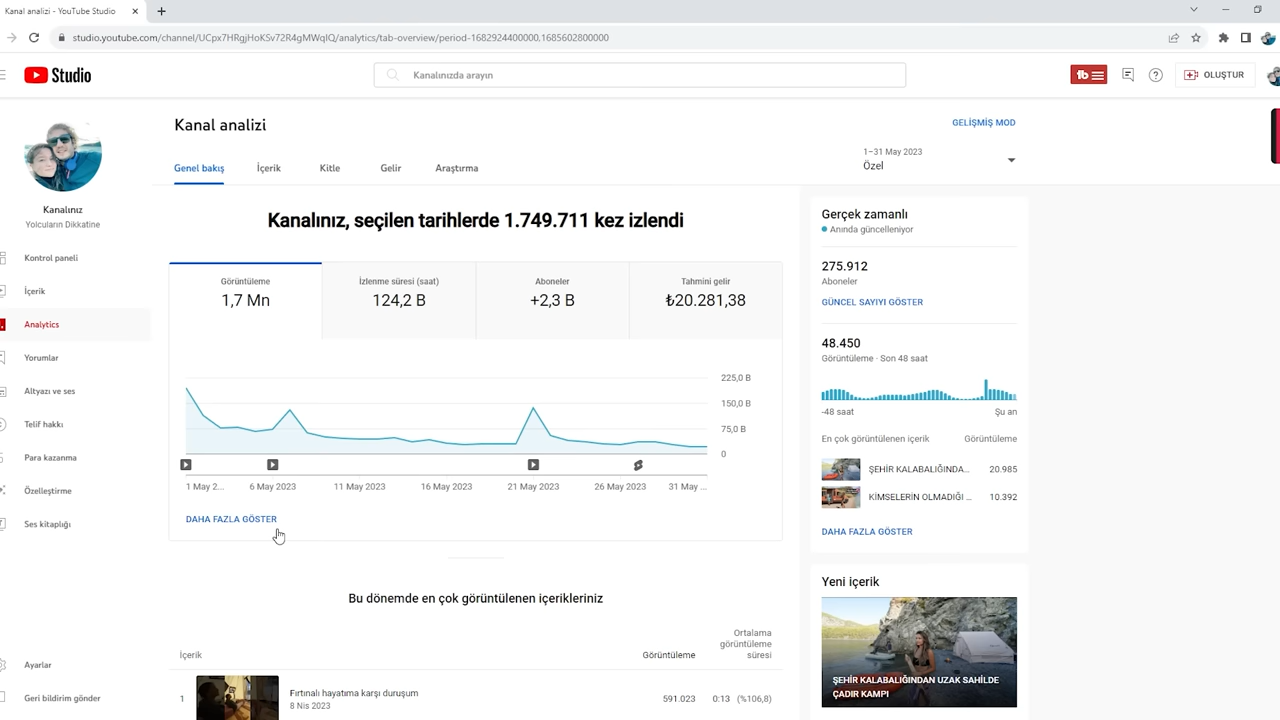 Kanal analizi - YouTube Studio
studio.youtube.com/channel/UCpx7HRgjHoKSv72R4gMWqIQ/analytics/tab-overview/period-1682924400000,1685602800000
Studio
Kanalınızda arayın
OLUŞTUR
Kanalınız
Yolcuların Dikkatine
Kontrol paneli
İçerik
Analytics
Yorumlar
Altyazı ve ses
Telif hakkı
Para kazanma
Özelleştirme
Ses kitaplığı
Ayarlar
Geri bildirim gönder
Kanal analizi
GELİŞMİŞ MOD
Genel bakış
İçerik
Kitle
Gelir
Araştırma
1–31 May 2023
Özel
Kanalınız, seçilen tarihlerde 1.749.711 kez izlendi
Görüntüleme
1,7 Mn
İzlenme süresi (saat)
124,2 B
Aboneler
+2,3 B
Tahmini gelir
₺20.281,38
225,0 B
150,0 B
75,0 B
0
1 May 2...
6 May 2023
11 May 2023
16 May 2023
21 May 2023
26 May 2023
31 May ...
DAHA FAZLA GÖSTER
Bu dönemde en çok görüntülenen içerikleriniz
İçerik
Görüntüleme
Ortalama
görüntüleme
süresi
1
Fırtınalı hayatıma karşı duruşum
8 Nis 2023
591.023
0:13 (%106,8)
Gerçek zamanlı
Anında güncelleniyor
275.912
Aboneler
GÜNCEL SAYIYI GÖSTER
48.450
Görüntüleme · Son 48 saat
-48 saat
Şu an
En çok görüntülenen içerik
Görüntüleme
ŞEHİR KALABALIĞINDA...
20.985
KİMSELERİN OLMADIĞI ...
10.392
DAHA FAZLA GÖSTER
Yeni içerik
ŞEHİR KALABALIĞINDAN UZAK SAHİLDE
ÇADIR KAMPI